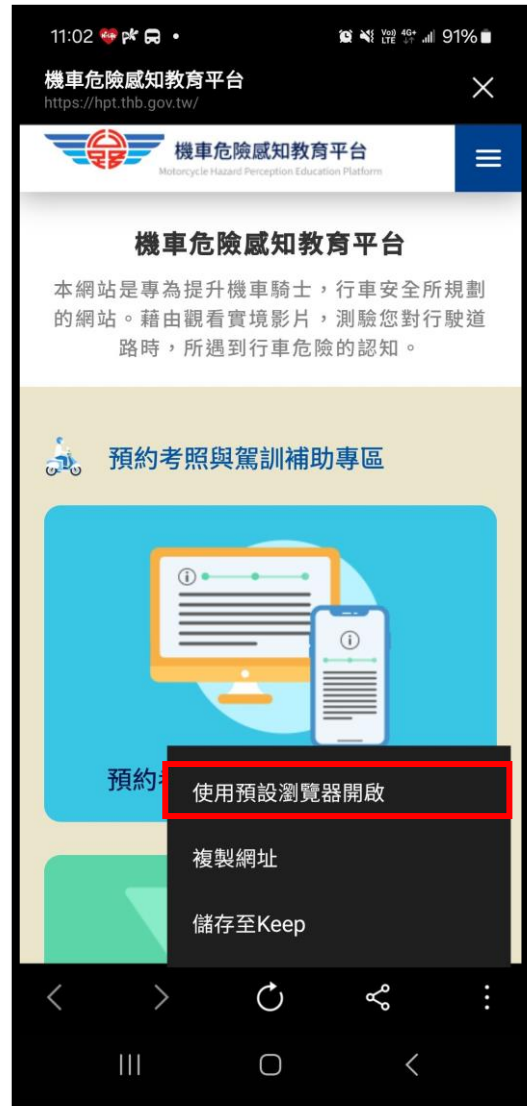 11:02
Voi) 4G+ 91%
LTE
機車危險感知教育平台
https://hpt.thb.gov.tw/
機車危險感知教育平台
Motorcycle Hazard Perception Education Platform
機車危險感知教育平台
本網站是專為提升機車騎士，行車安全所規劃
的網站。藉由觀看實境影片，測驗您對行駛道
路時，所遇到行車危險的認知。
預約考照與駕訓補助專區
預約
使用預設瀏覽器開啟
複製網址
儲存至Keep